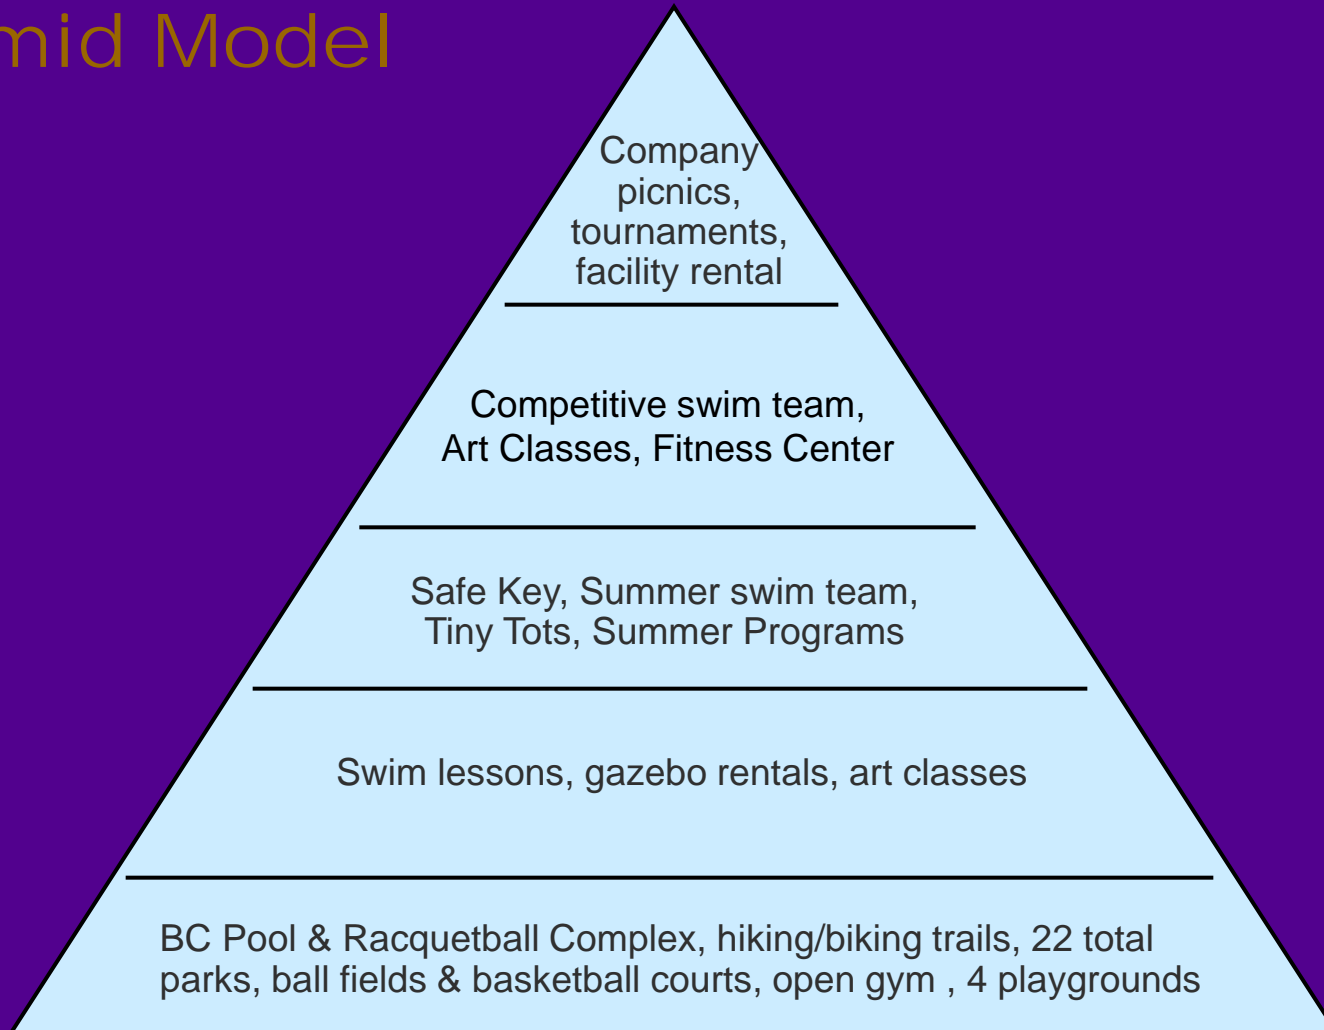 mid Model
Company
picnics,
tournaments,
facility rental
Competitive swim team,
Art Classes, Fitness Center
Safe Key, Summer swim team,
Tiny Tots, Summer Programs
Swim lessons, gazebo rentals, art classes
BC Pool & Racquetball Complex, hiking/biking trails, 22 total
parks, ball fields & basketball courts, open gym , 4 playgrounds